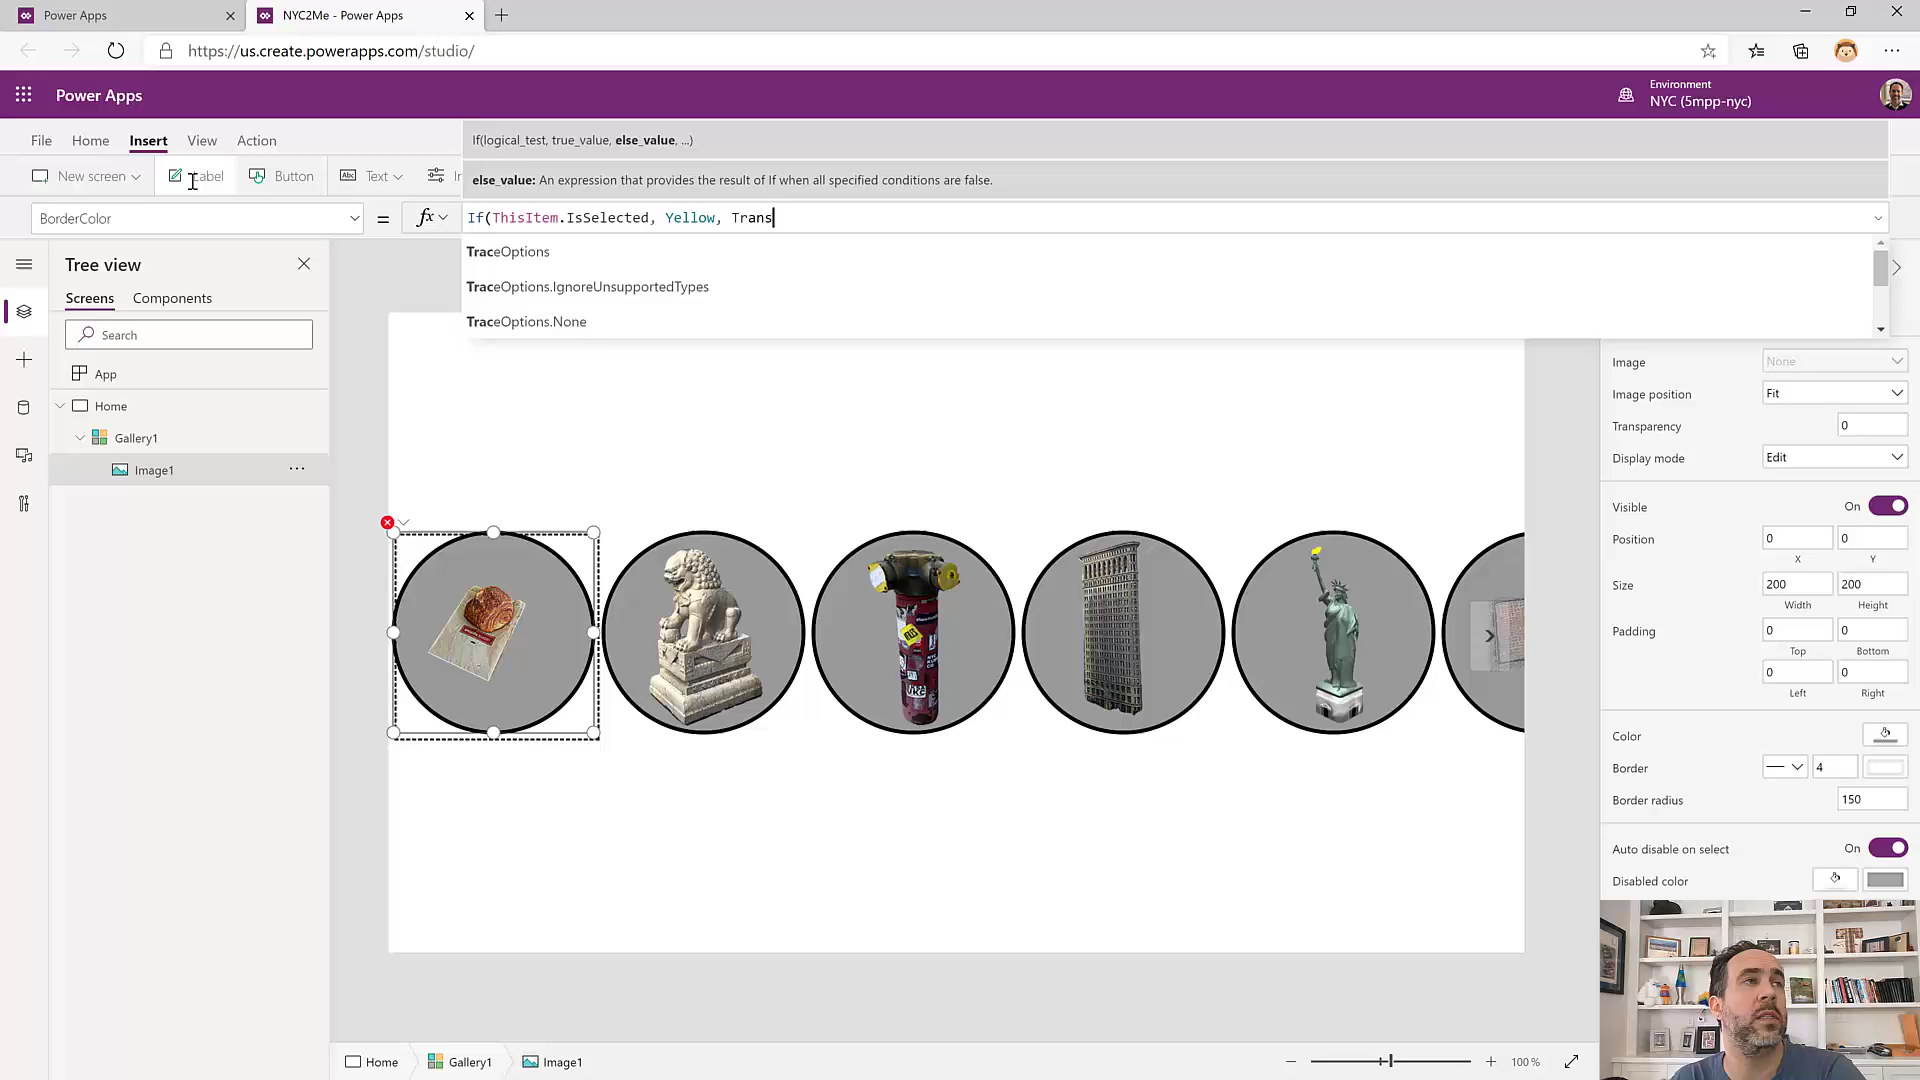 Power Apps
NYC2Me - Power Apps
https://us.create.powerapps.com/studio/
Power Apps
Environment
NYC (5mpp-nyc)
File
Home
Insert
View
Action
If(logical_test, true_value, else_value, ...)
New screen
Label
Button
Abc
Text
else_value: An expression that provides the result of If when all specified conditions are false.
BorderColor
=
fx
If(ThisItem.IsSelected, Yellow, Trans
TraceOptions
TraceOptions.IgnoreUnsupportedTypes
TraceOptions.None
Tree view
Screens
Components
Search
App
Home
Gallery1
Image1
...
Image
None
Image position
Fit
Transparency
0
Display mode
Edit
Visible
On
Position
0
0
X
Y
Size
200
200
Width
Height
Padding
0
0
Top
Bottom
0
0
Left
Right
Color
Border
4
Border radius
150
Auto disable on select
On
Disabled color
Home
Gallery1
Image1
100 %